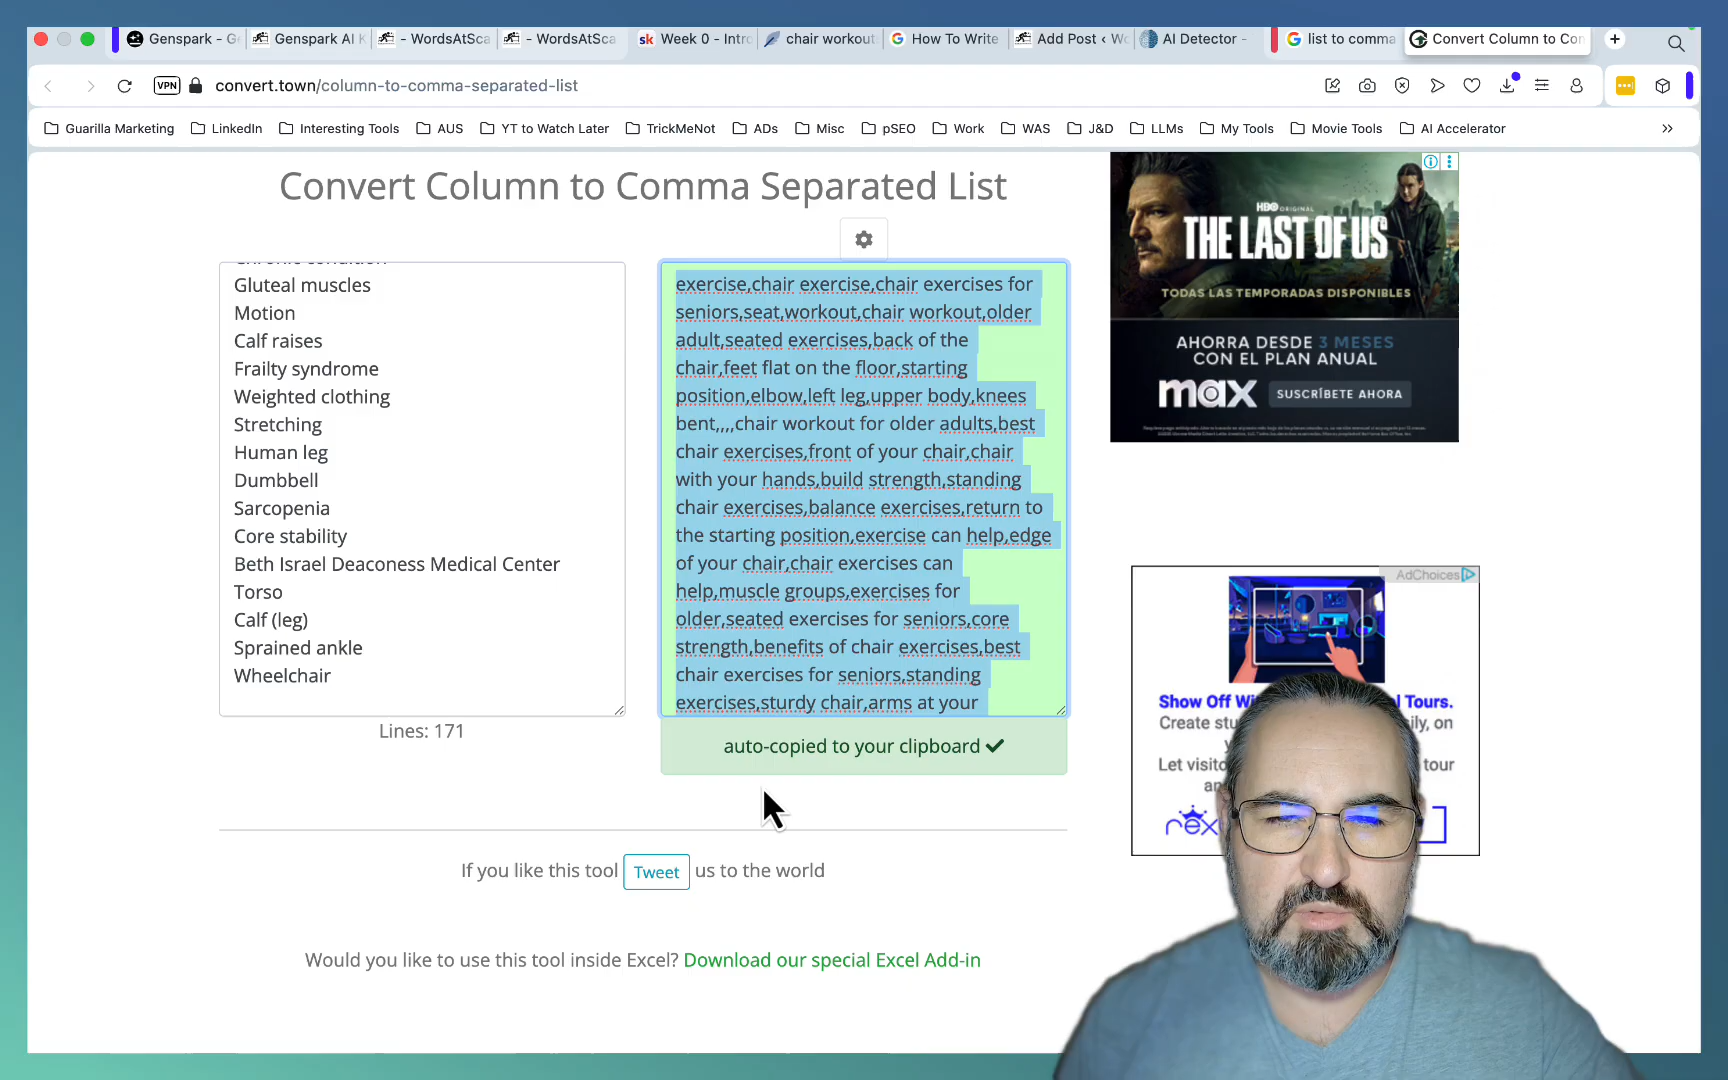 Genspark - Ge
Genspark AI K
- WordsAtSca
- WordsAtSca
sk Week 0 - Intro
chair workout
How To Write
Add Post ‹ Wo
AI Detector -
list to comma
Convert Column to Con
VPN
convert.town/column-to-comma-separated-list
Guarilla Marketing
LinkedIn
Interesting Tools
AUS
YT to Watch Later
TrickMeNot
ADs
Misc
pSEO
Work
WAS
J&D
LLMs
My Tools
Movie Tools
AI Accelerator
Convert Column to Comma Separated List
Chronic condition
Gluteal muscles
Motion
Calf raises
Frailty syndrome
Weighted clothing
Stretching
Human leg
Dumbbell
Sarcopenia
Core stability
Beth Israel Deaconess Medical Center
Torso
Calf (leg)
Sprained ankle
Wheelchair
Lines: 171
exercise,chair exercise,chair exercises for
seniors,seat,workout,chair workout,older
adult,seated exercises,back of the
chair,feet flat on the floor,starting
position,elbow,left leg,upper body,knees
bent,,,,chair workout for older adults,best
chair exercises,front of your chair,chair
with your hands,build strength,standing
chair exercises,balance exercises,return to
the starting position,exercise can help,edge
of your chair,chair exercises can
help,muscle groups,exercises for
older,seated exercises for seniors,core
strength,benefits of chair exercises,best
chair exercises for seniors,standing
exercises,sturdy chair,arms at your
auto-copied to your clipboard
If you like this tool Tweet us to the world
Would you like to use this tool inside Excel? Download our special Excel Add-in
HBO ORIGINAL
THE LAST OF US
TODAS LAS TEMPORADAS DISPONIBLES
AHORRA DESDE 3 MESES
CON EL PLAN ANUAL
max
SUSCRÍBETE AHORA
AdChoices
Show Off Wi
l Tours.
Create stu
sily, on
Let visito
tour